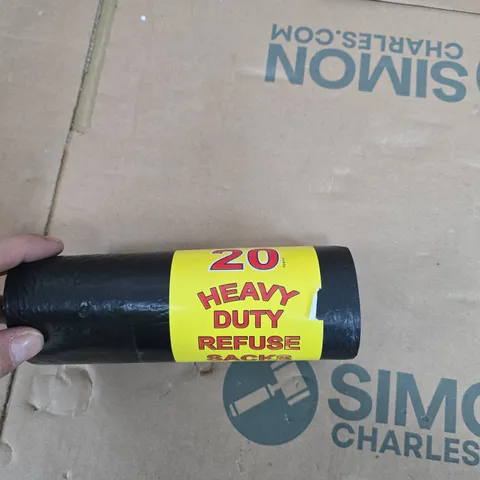 SIMON
CHARLES.COM
20
HEAVY
DUTY
REFUSE
SACKS
SIMO
CHARLES